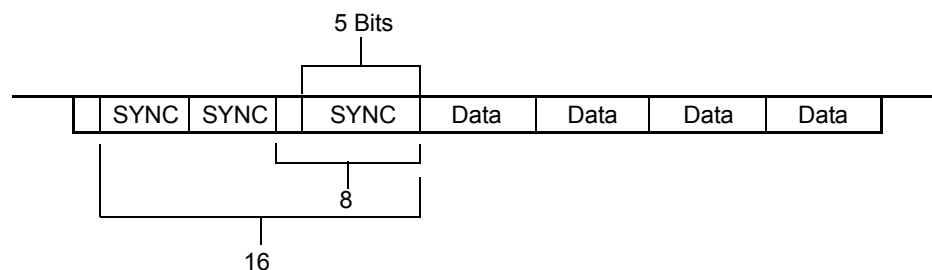 5 Bits
SYNC SYNC SYNC Data Data Data Data
8
16